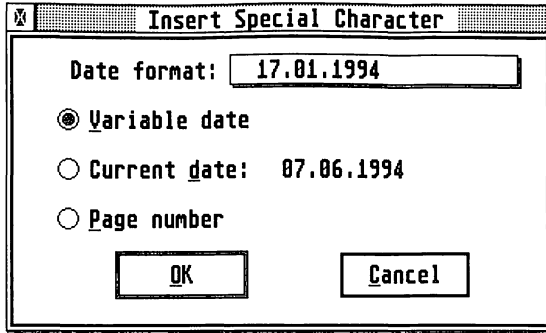 Insert Special Character
Date format: 17.01.1994
Variable date
Current date: 07.06.1994
Page number
OK Cancel